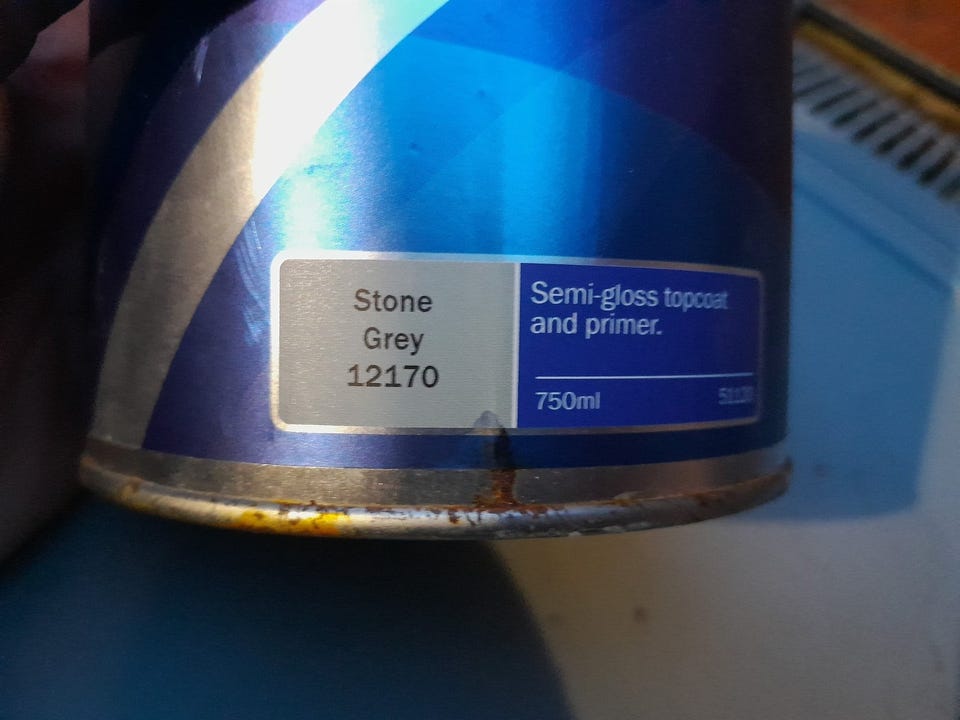 Stone
Grey
12170
Semi-gloss topcoat
and primer.
750ml